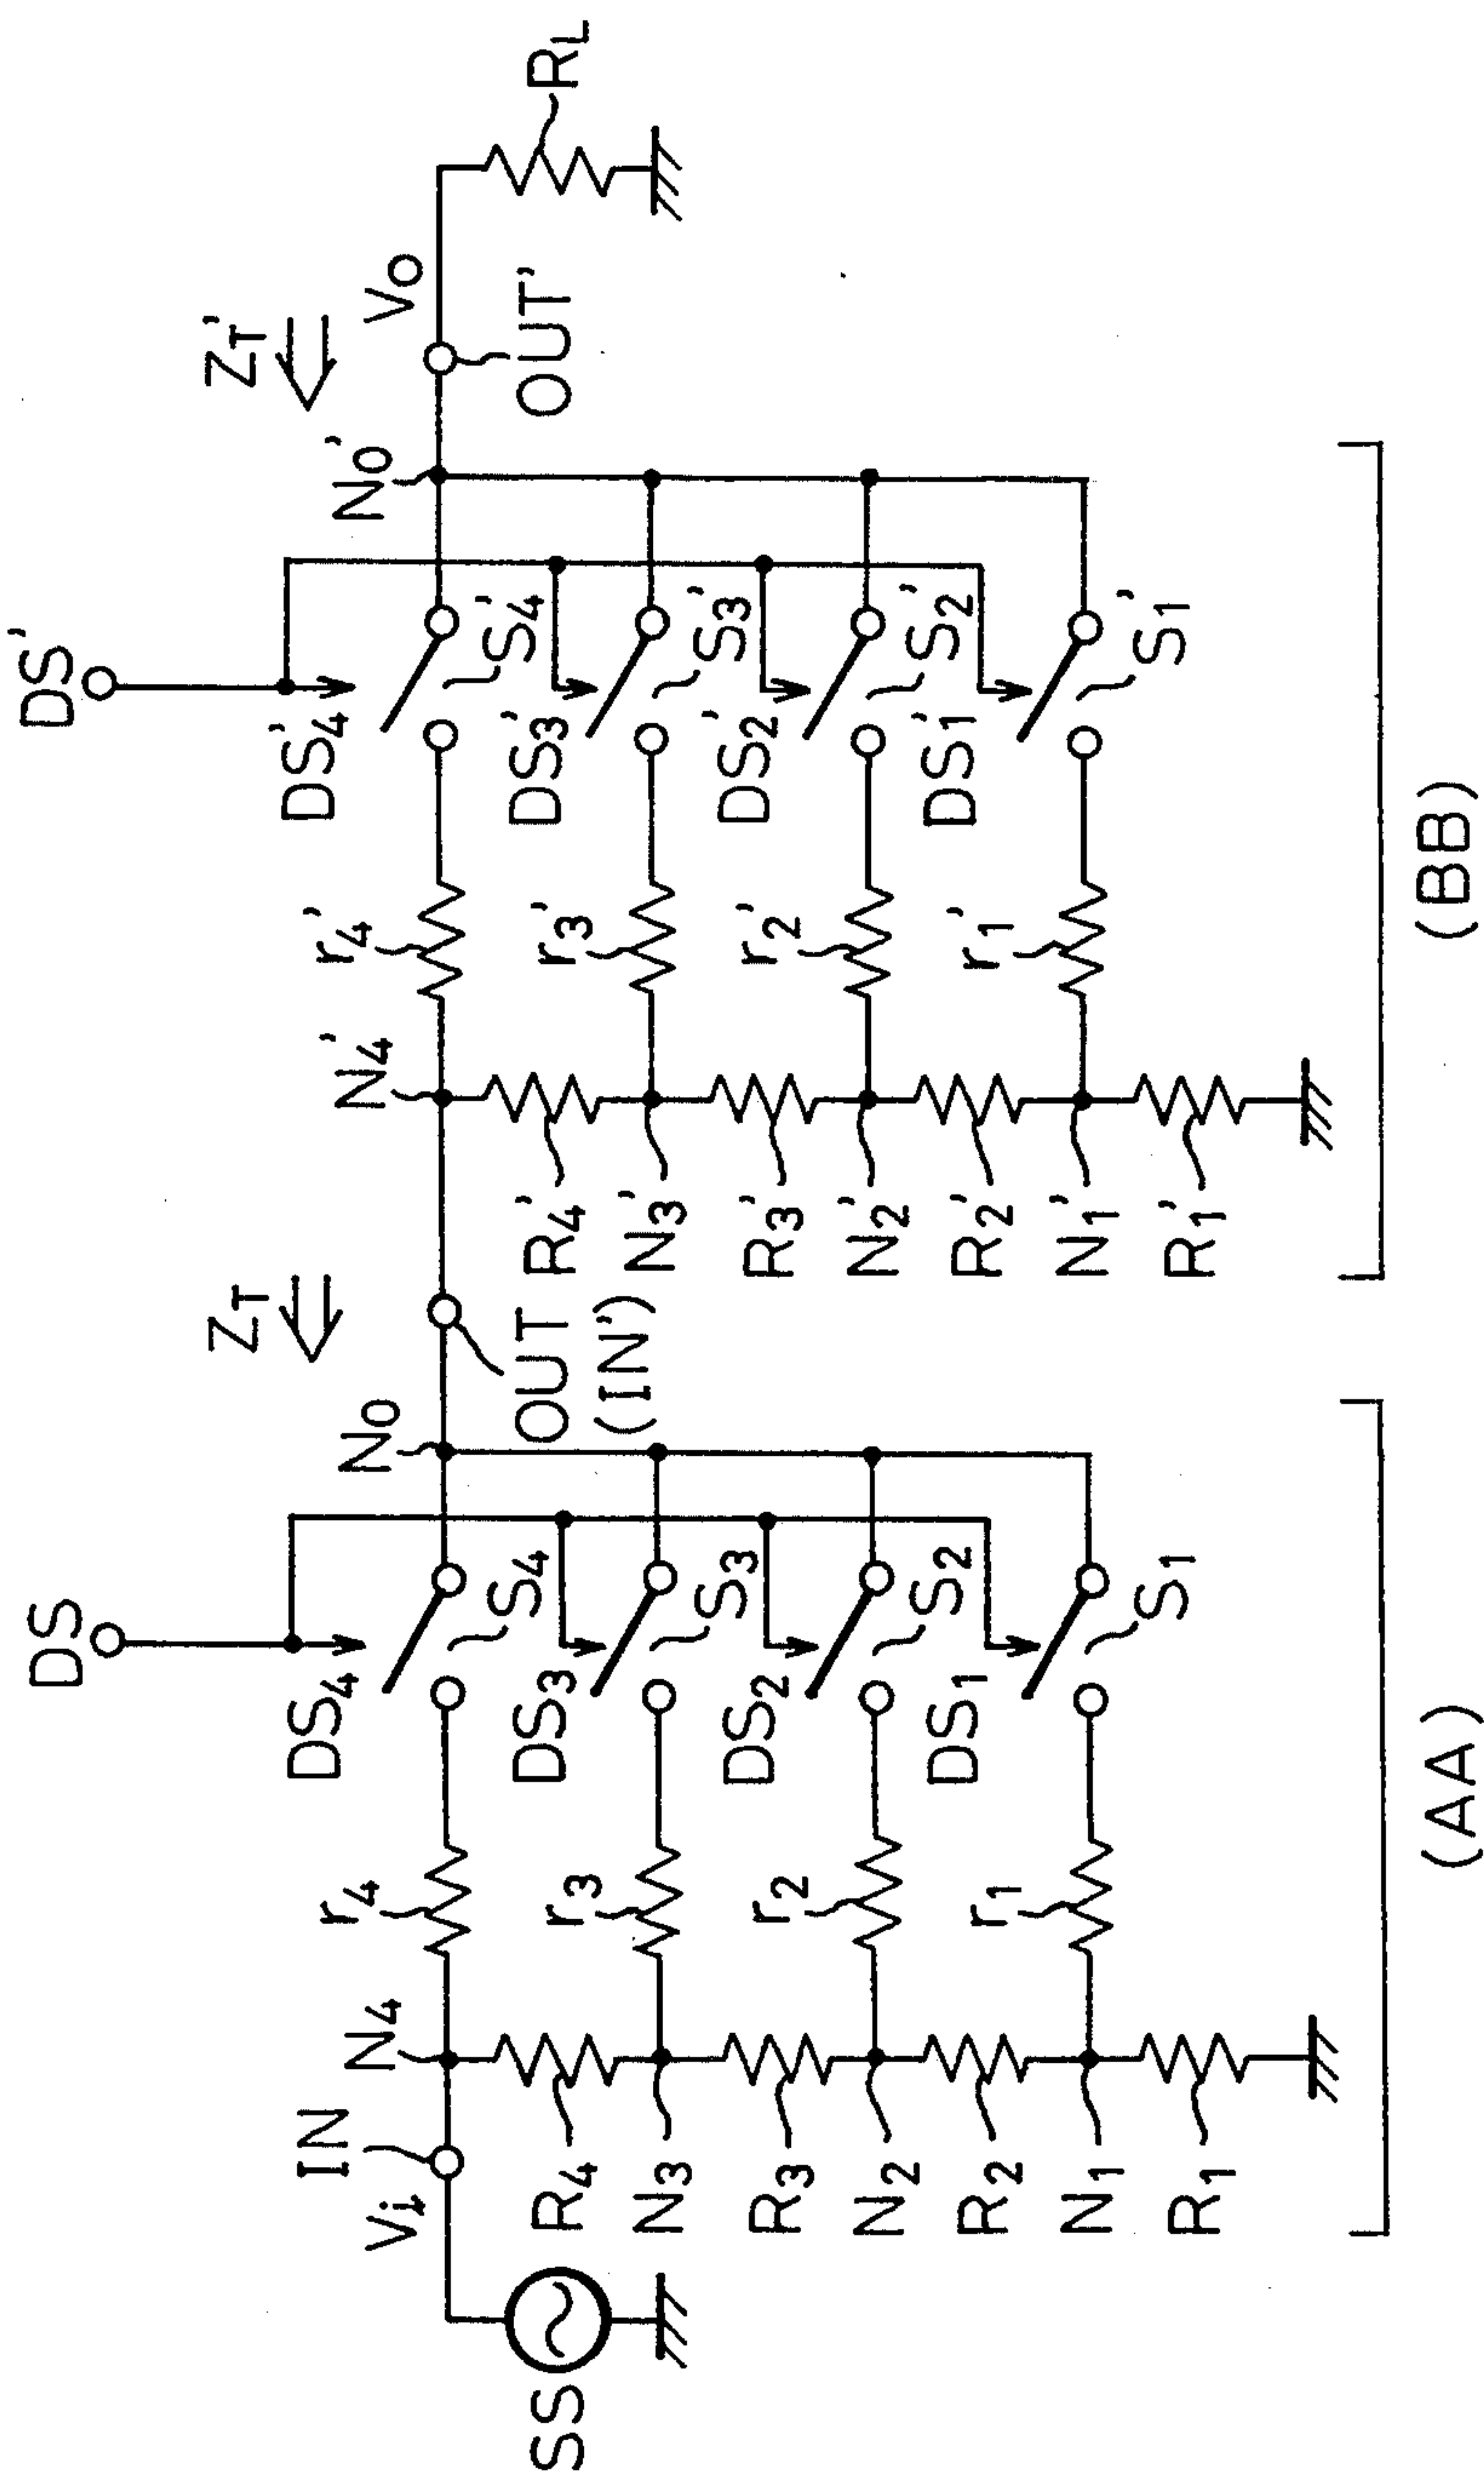 DS
DS'
ZT
ZT'
SS
Vi
IN
N4
r4
DS4
S4
N0
OUT
(IN')
N4'
r4'
DS4'
S4'
N0'
OUT'
VO
RL
R4
N3
r3
DS3
S3
R4'
N3'
r3'
DS3'
S3'
R3
N2
r2
DS2
S2
R3'
N2'
r2'
DS2'
S2'
R2
N1
r1
DS1
S1
R2'
N1'
r1'
DS1'
S1'
R1
R1'
(AA)
(BB)